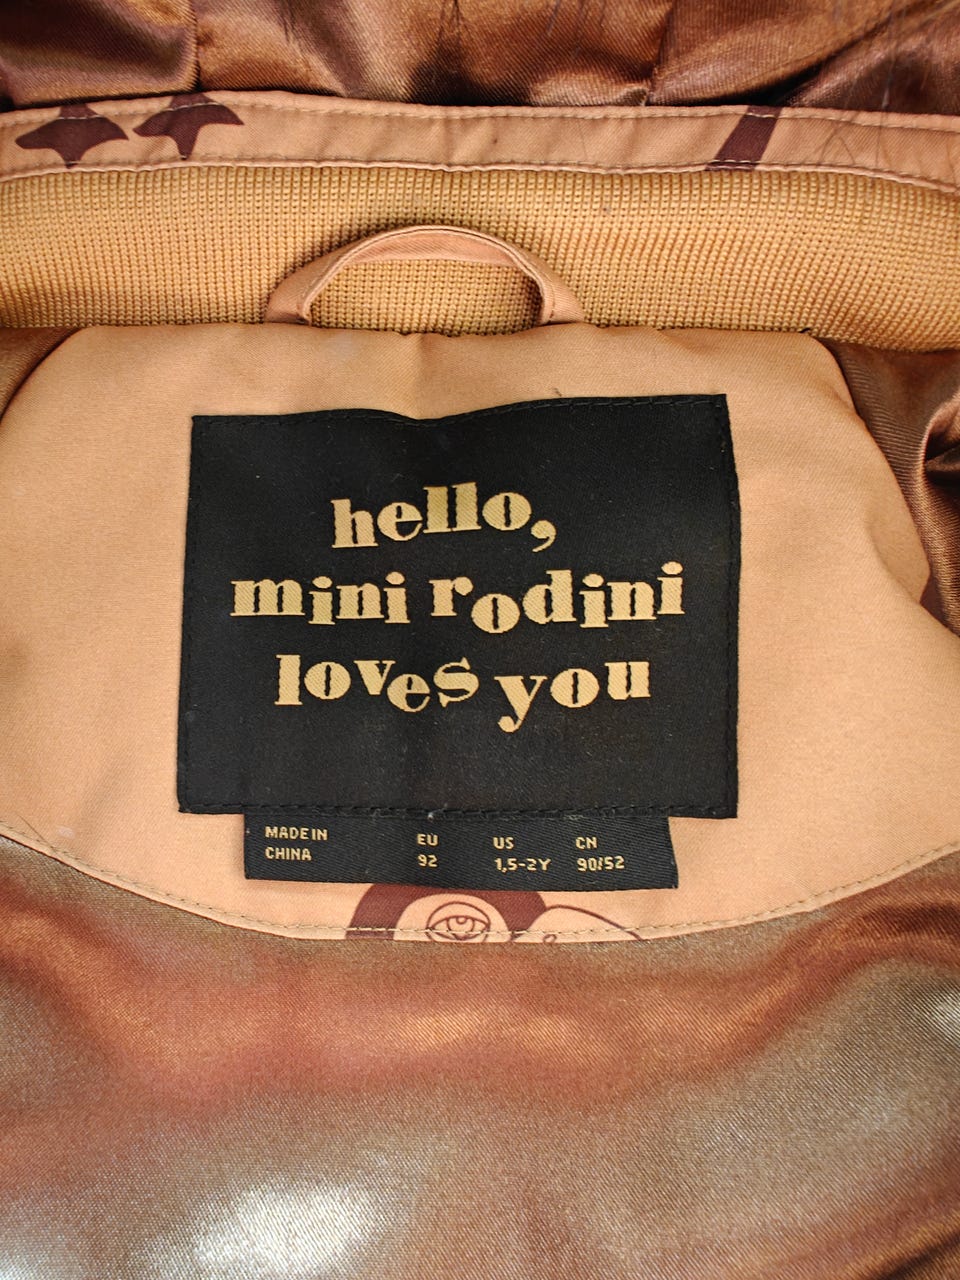 hello,
mini rodini
loves you
MADE IN CHINA
EU 92
US 1,5-2Y
CN 90/52